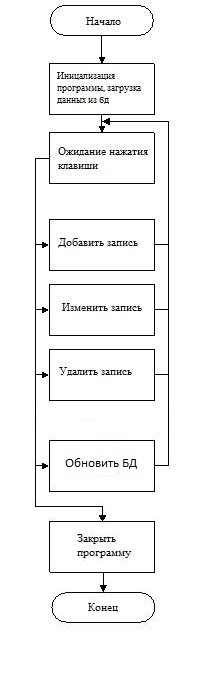 Начало
Иницализация
программы, загрузка
данных из бд
Ожидание нажатия
клавиши
Добавить запись
Изменить запись
Удалить запись
Обновить БД
Закрыть
программу
Конец